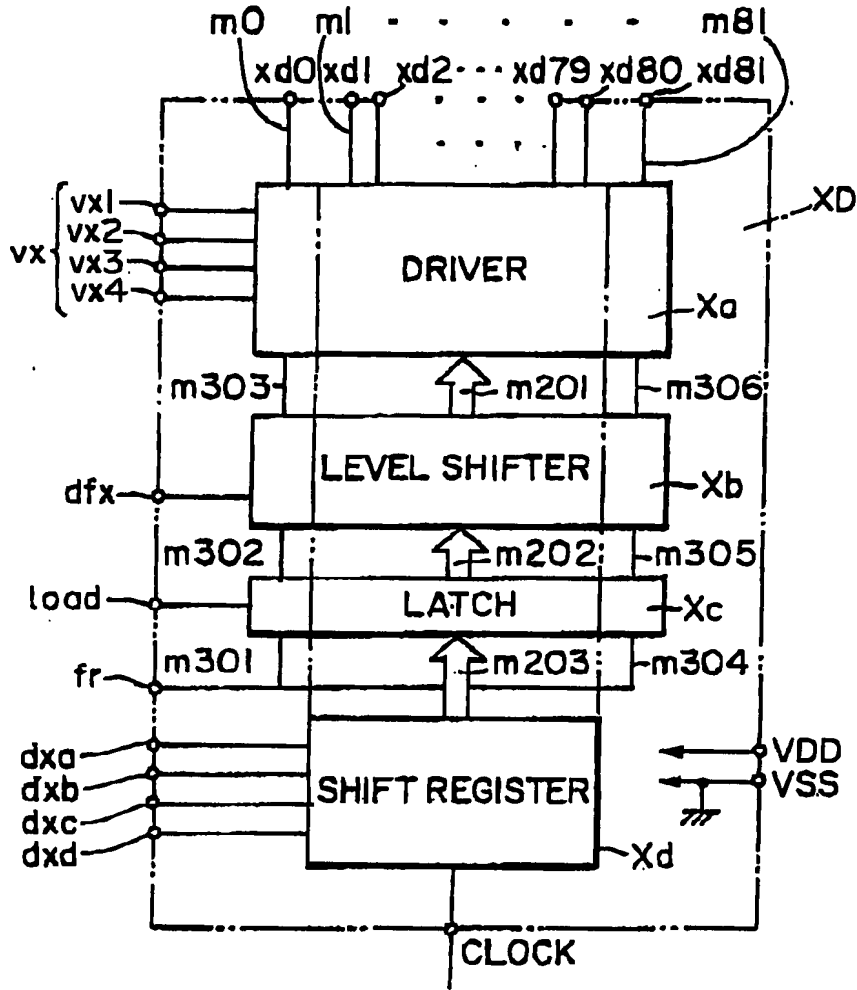 m0 m1 m81
xd0 xd1 xd2 xd79 xd80 xd81
XD
vx
vx1
vx2
vx3
vx4
DRIVER
Xa
m303 m201 m306
LEVEL SHIFTER
Xb
dfx
m302 m202 m305
load
LATCH
Xc
m301 m203 m304
fr
dxa
dxb
dxc
dxd
SHIFT REGISTER
Xd
VDD
VSS
CLOCK